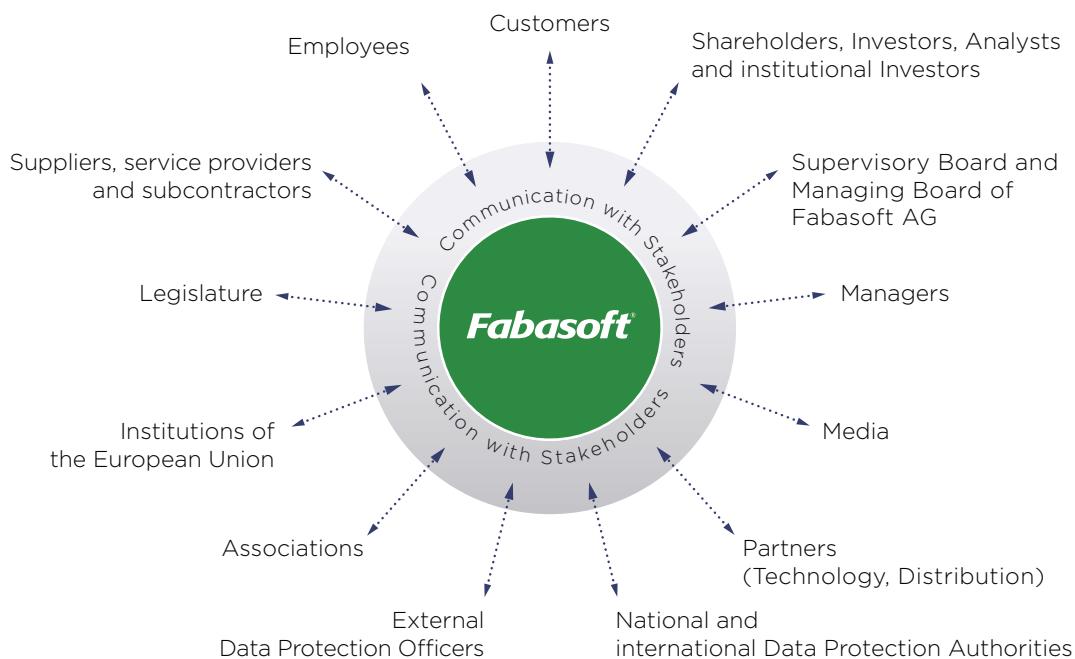 Customers
Employees
Shareholders, Investors, Analysts
and institutional Investors
Suppliers, service providers
and subcontractors
Supervisory Board and
Managing Board of
Fabasoft AG
Communication with Stakeholders
Communication with Stakeholders
Fabasoft®
Legislature
Managers
Institutions of
the European Union
Media
Associations
Partners
(Technology, Distribution)
External
Data Protection Officers
National and
international Data Protection Authorities